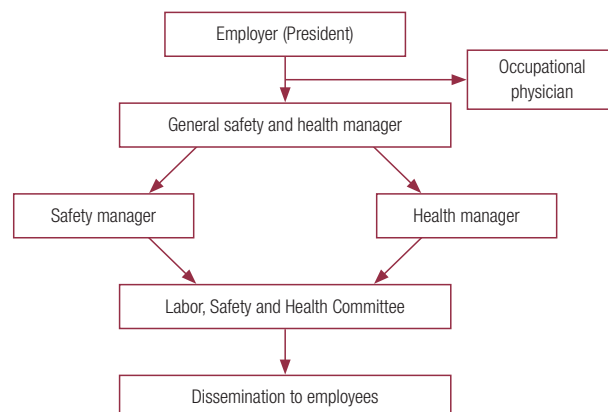 Employer (President)
Occupational
physician
General safety and health manager
Safety manager
Health manager
Labor, Safety and Health Committee
Dissemination to employees